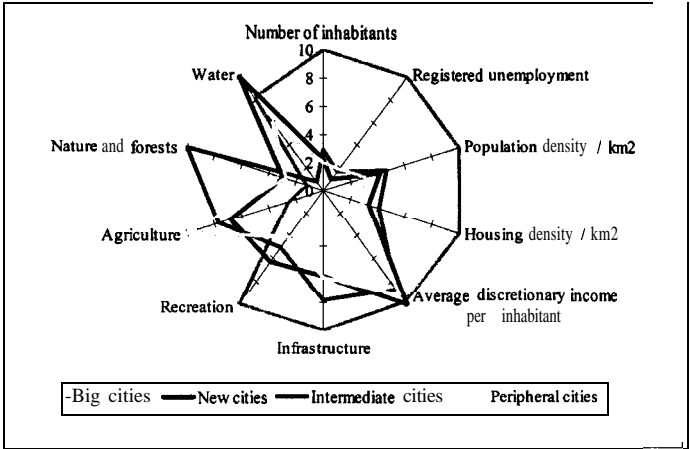 Number of inhabitants
10
Water
Registered unemployment
8
6
4
Nature and forests
Population density / km2
2
0
Agriculture
Housing density / km2
Recreation
Average discretionary income
per inhabitant
Infrastructure
-Big cities New cities Intermediate cities Peripheral cities